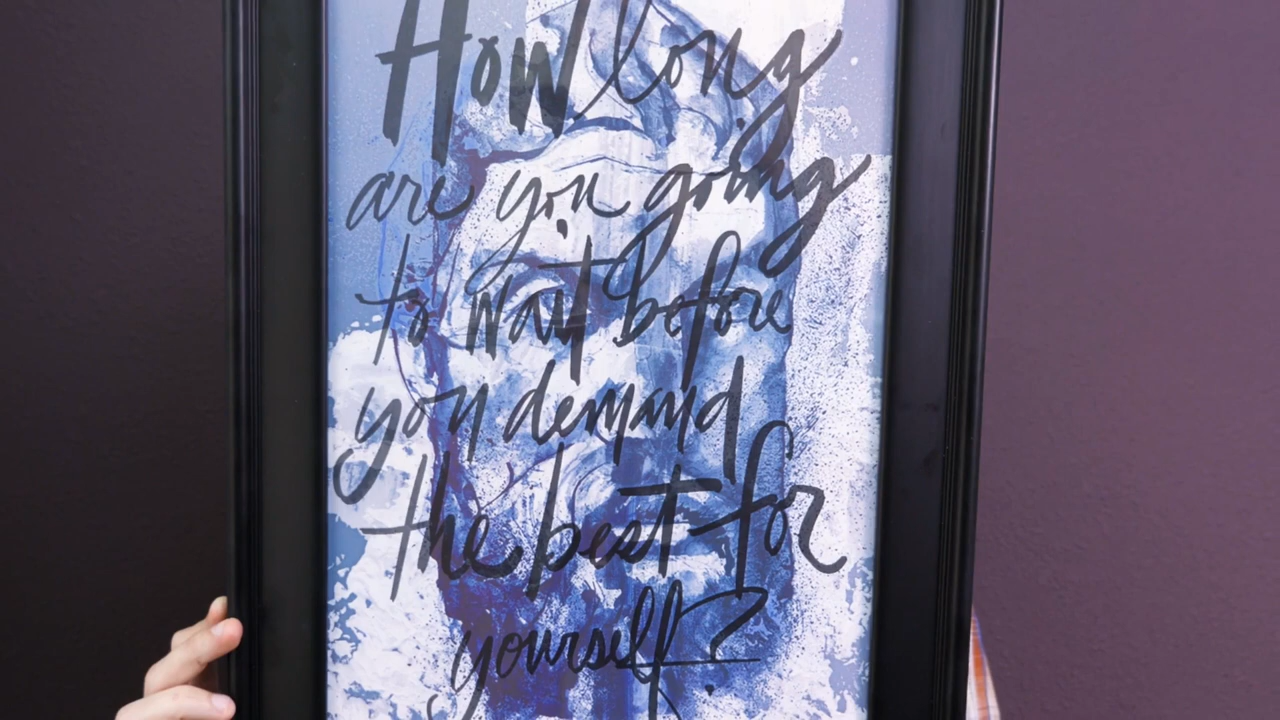 How long
are you going
to wait before
you demand
the best for
yourself?